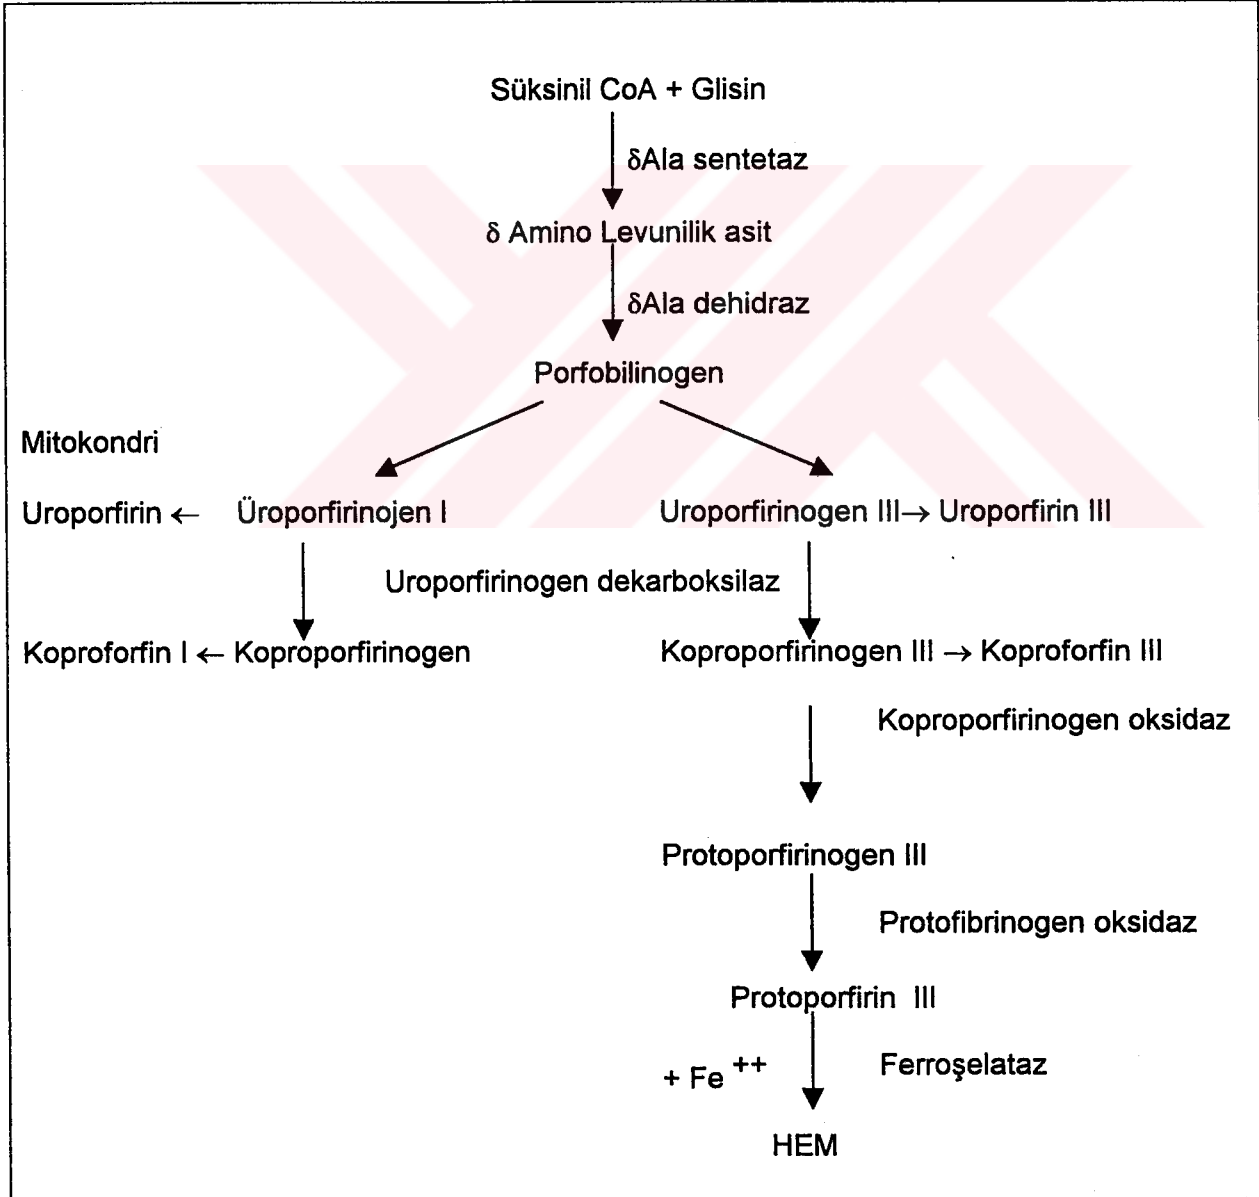 Süksinil CoA + Glisin
δAla sentetaz
δ Amino Levunilik asit
δAla dehidraz
Porfobilinogen
Mitokondri
Uroporfirin ← Üroporfirinojen I Uroporfirinogen III→ Uroporfirin III
Uroporfirinogen dekarboksilaz
Koproforfin I ← Koproporfirinogen Koproporfirinogen III → Koproforfin III
Koproporfirinogen oksidaz
Protoporfirinogen III
Protofibrinogen oksidaz
Protoporfirin III
+ Fe ++ Ferroşelataz
HEM